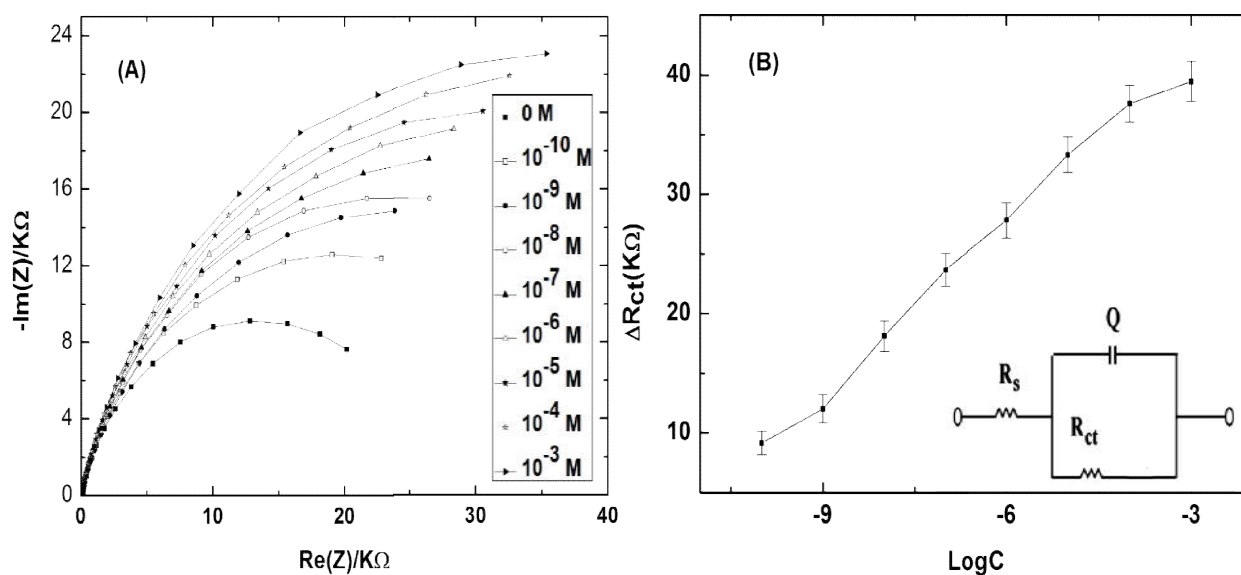 (A)
24
20
16
12
8
4
0
-Im(Z)/KΩ
0
10
20
30
40
Re(Z)/KΩ
0 M
10⁻¹⁰ M
10⁻⁹ M
10⁻⁸ M
10⁻⁷ M
10⁻⁶ M
10⁻⁵ M
10⁻⁴ M
10⁻³ M
(B)
40
30
20
10
ΔRct(KΩ)
-9
-6
-3
LogC
Q
Rs
Rct